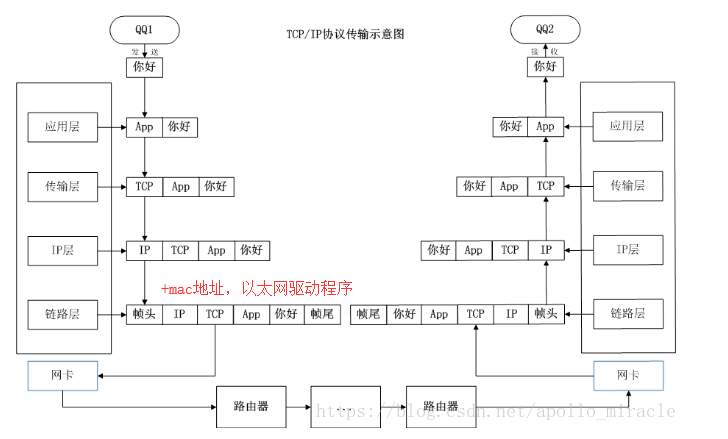 QQ1
TCP/IP协议传输示意图
QQ2
发 送
接 收
你好
你好
应用层
App 你好
你好 App
应用层
传输层
TCP App 你好
你好 App TCP
传输层
IP层
IP TCP App 你好
你好 App TCP IP
IP层
+mac地址，以太网驱动程序
链路层
帧头 IP TCP App 你好 帧尾
帧尾 你好 App TCP IP 帧头
链路层
网卡
网卡
路由器
...
路由器
https://blog.csdn.net/apollo_miracle